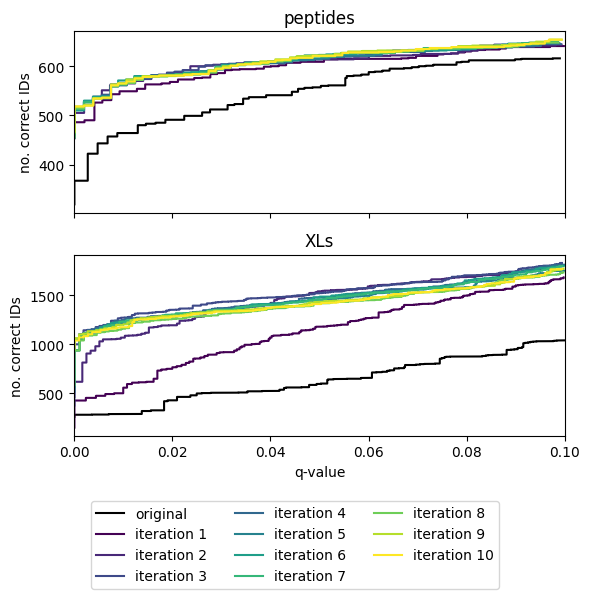 peptides
600
500
400
no. correct IDs
XLs
1500
1000
500
no. correct IDs
0.00 0.02 0.04 0.06 0.08 0.10
q-value
original iteration 4 iteration 8
iteration 1 iteration 5 iteration 9
iteration 2 iteration 6 iteration 10
iteration 3 iteration 7